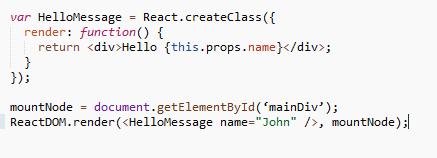 var HelloMessage = React.createClass({
  render: function() {
    return <div>Hello {this.props.name}</div>;
  }
});

mountNode = document.getElementById(‘mainDiv’);
ReactDOM.render(<HelloMessage name="John" />, mountNode);